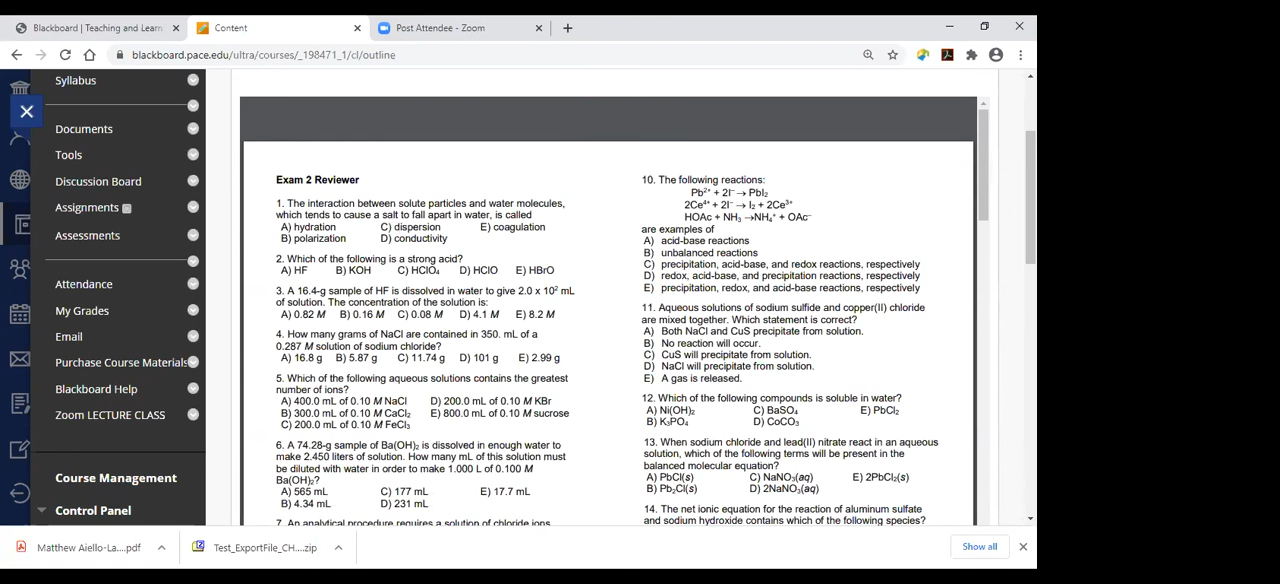 Blackboard | Teaching and Learn
Content
Post Attendee - Zoom
blackboard.pace.edu/ultra/courses/_198471_1/cl/outline
Syllabus
Documents
Tools
Discussion Board
Assignments
Assessments
Attendance
My Grades
Email
Purchase Course Materials
Blackboard Help
Zoom LECTURE CLASS
Course Management
Control Panel
Exam 2 Reviewer
1. The interaction between solute particles and water molecules,
which tends to cause a salt to fall apart in water, is called
A) hydration C) dispersion E) coagulation
B) polarization D) conductivity
2. Which of the following is a strong acid?
A) HF B) KOH C) HClO₄ D) HClO E) HBrO
3. A 16.4-g sample of HF is dissolved in water to give 2.0 x 10² mL
of solution. The concentration of the solution is:
A) 0.82 M B) 0.16 M C) 0.08 M D) 4.1 M E) 8.2 M
4. How many grams of NaCl are contained in 350. mL of a
0.287 M solution of sodium chloride?
A) 16.8 g B) 5.87 g C) 11.74 g D) 101 g E) 2.99 g
5. Which of the following aqueous solutions contains the greatest
number of ions?
A) 400.0 mL of 0.10 M NaCl D) 200.0 mL of 0.10 M KBr
B) 300.0 mL of 0.10 M CaCl₂ E) 800.0 mL of 0.10 M sucrose
C) 200.0 mL of 0.10 M FeCl₃
6. A 74.28-g sample of Ba(OH)₂ is dissolved in enough water to
make 2.450 liters of solution. How many mL of this solution must
be diluted with water in order to make 1.000 L of 0.100 M
Ba(OH)₂?
A) 565 mL C) 177 mL E) 17.7 mL
B) 4.34 mL D) 231 mL
7. An analytical procedure requires a solution of chloride ions
10. The following reactions:
Pb²⁺ + 2I⁻ → PbI₂
2Ce⁴⁺ + 2I⁻ → I₂ + 2Ce³⁺
HOAc + NH₃ →NH₄⁺ + OAc⁻
are examples of
A) acid-base reactions
B) unbalanced reactions
C) precipitation, acid-base, and redox reactions, respectively
D) redox, acid-base, and precipitation reactions, respectively
E) precipitation, redox, and acid-base reactions, respectively
11. Aqueous solutions of sodium sulfide and copper(II) chloride
are mixed together. Which statement is correct?
A) Both NaCl and CuS precipitate from solution.
B) No reaction will occur.
C) CuS will precipitate from solution.
D) NaCl will precipitate from solution.
E) A gas is released.
12. Which of the following compounds is soluble in water?
A) Ni(OH)₂ C) BaSO₄ E) PbCl₂
B) K₃PO₄ D) CoCO₃
13. When sodium chloride and lead(II) nitrate react in an aqueous
solution, which of the following terms will be present in the
balanced molecular equation?
A) PbCl(s) C) NaNO₃(aq) E) 2PbCl₂(s)
B) Pb₂Cl(s) D) 2NaNO₃(aq)
14. The net ionic equation for the reaction of aluminum sulfate
and sodium hydroxide contains which of the following species?
Matthew Aiello-La....pdf
Test_ExportFile_CH....zip
Show all